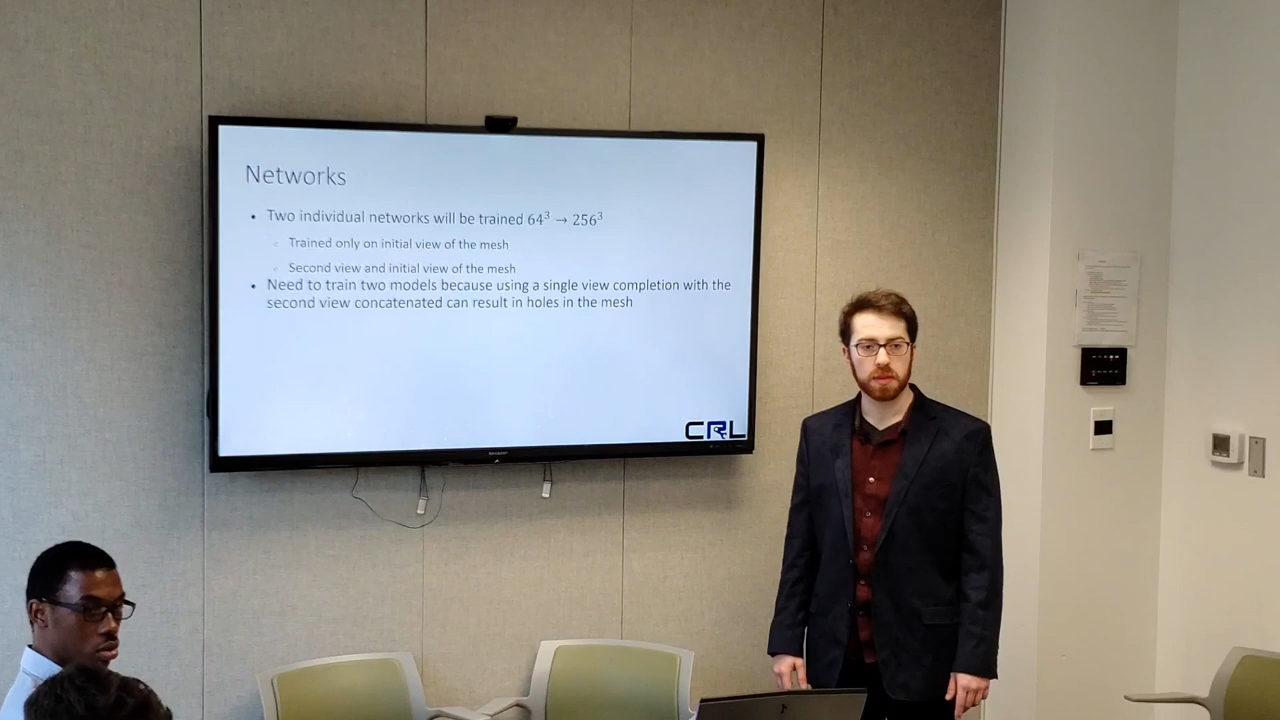 Networks
• Two individual networks will be trained 64³ → 256³
◦ Trained only on initial view of the mesh
◦ Second view and initial view of the mesh
• Need to train two models because using a single view completion with the
second view concatnated can result in holes in the mesh
CRL
SHARP